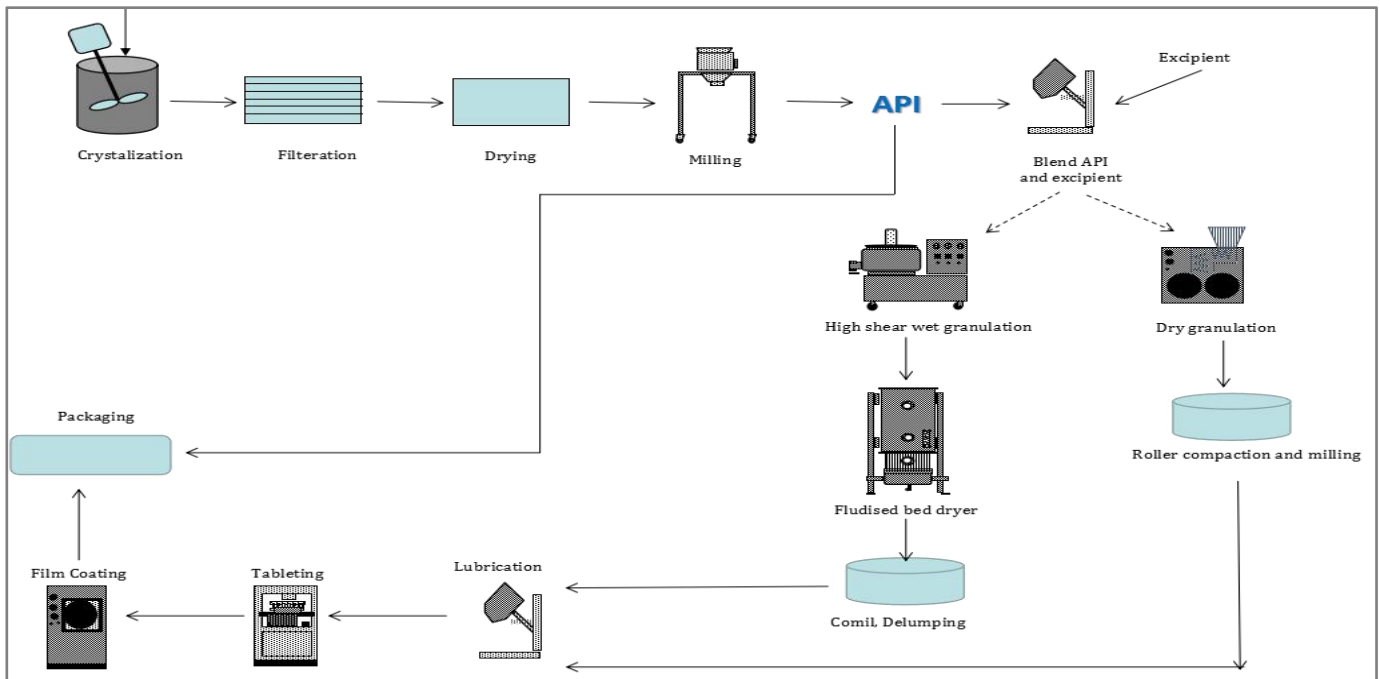 Excipient
API
Crystalization
Filteration
Drying
Milling
Blend API
and excipient
High shear wet granulation
Dry granulation
Packaging
Roller compaction and milling
Fludised bed dryer
Film Coating
Tableting
Lubrication
Comil, Delumping